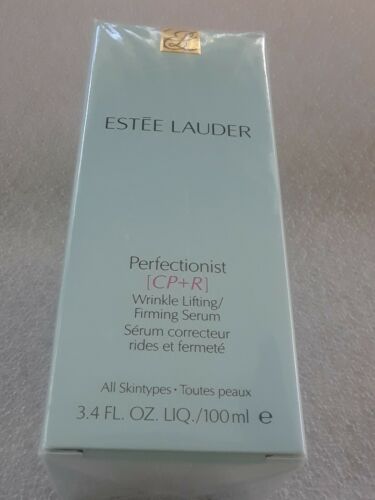 ESTĒE LAUDER
Perfectionist
[CP+R]
Wrinkle Lifting/
Firming Serum
Sérum correcteur
rides et fermeté
All Skintypes • Toutes peaux
3.4 FL. OZ. LIQ./100 ml ℮